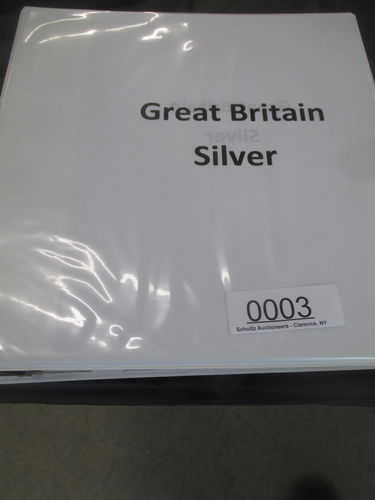 Great Britain
Silver
0003
Schultz Auctioneers - Clarence, NY